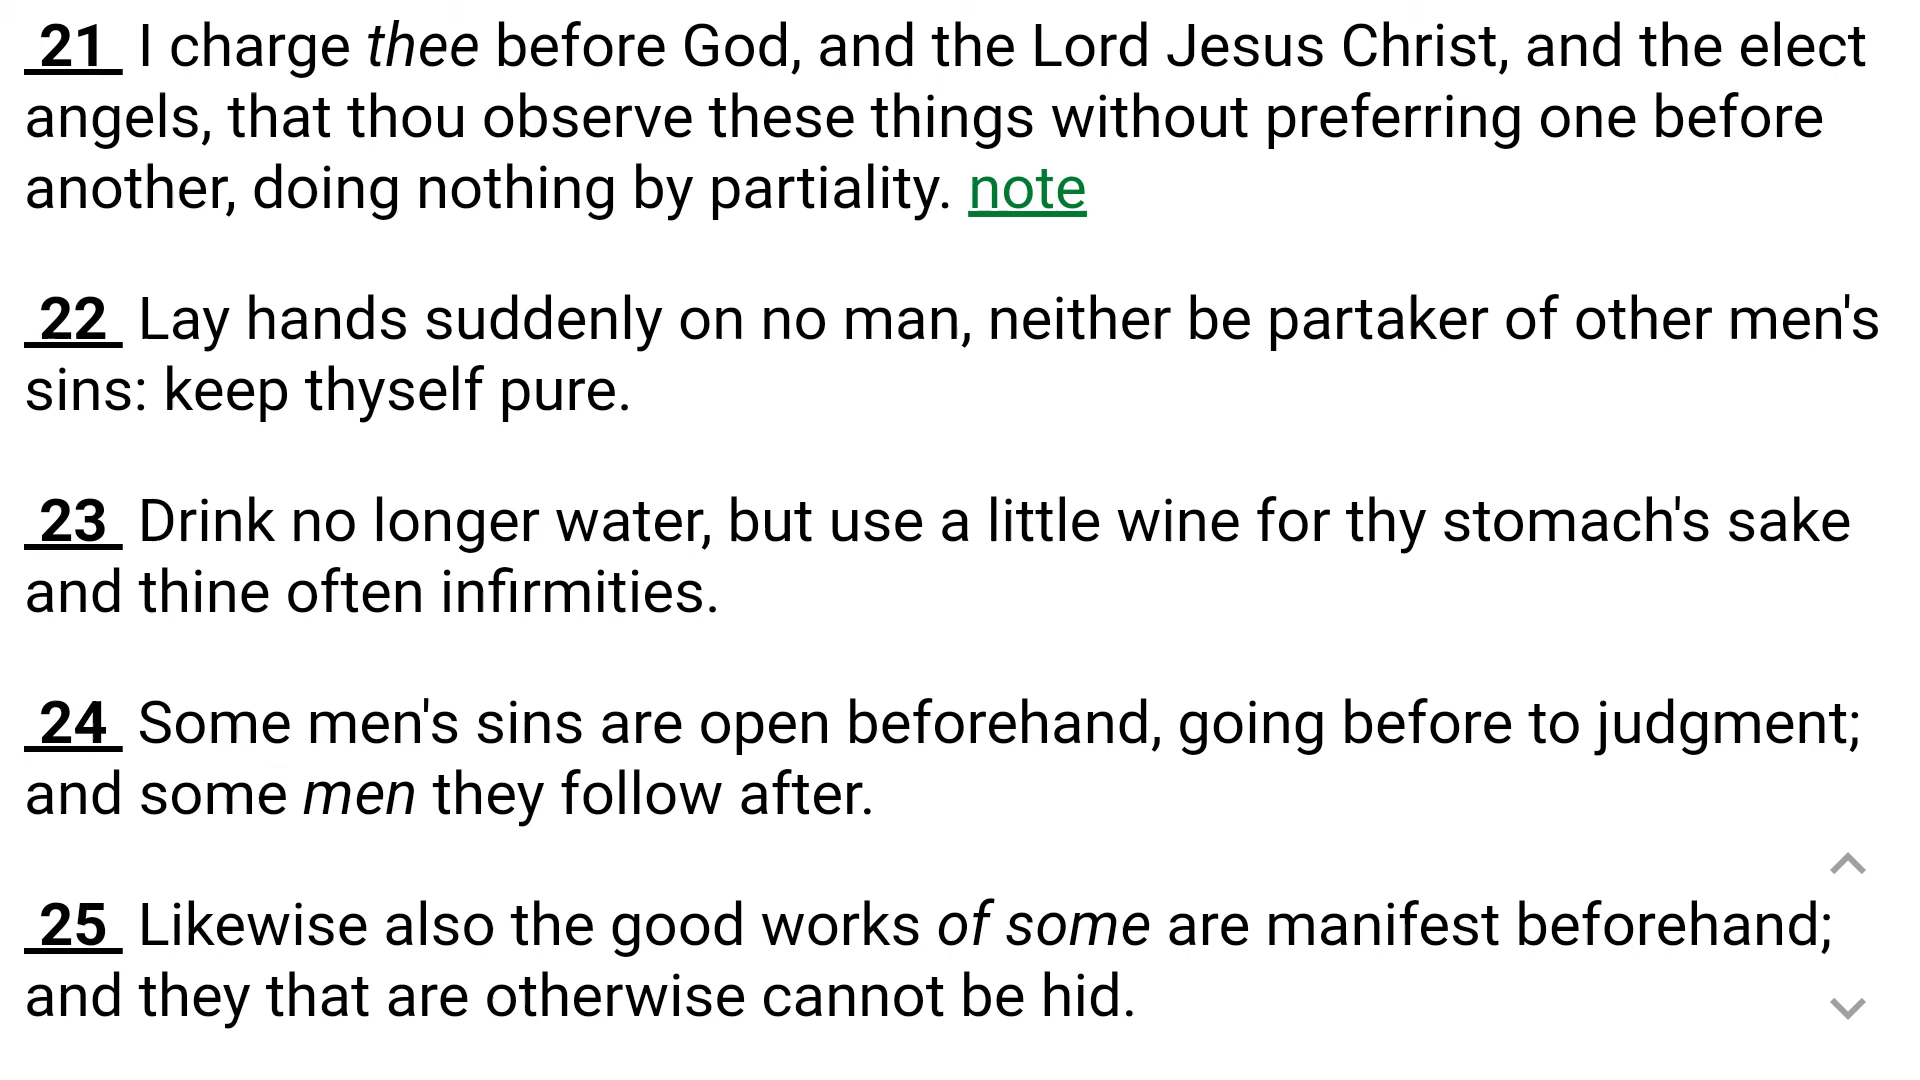 21 I charge thee before God, and the Lord Jesus Christ, and the elect
angels, that thou observe these things without preferring one before
another, doing nothing by partiality. note
22 Lay hands suddenly on no man, neither be partaker of other men's
sins: keep thyself pure.
23 Drink no longer water, but use a little wine for thy stomach's sake
and thine often infirmities.
24 Some men's sins are open beforehand, going before to judgment;
and some men they follow after.
25 Likewise also the good works of some are manifest beforehand;
and they that are otherwise cannot be hid.